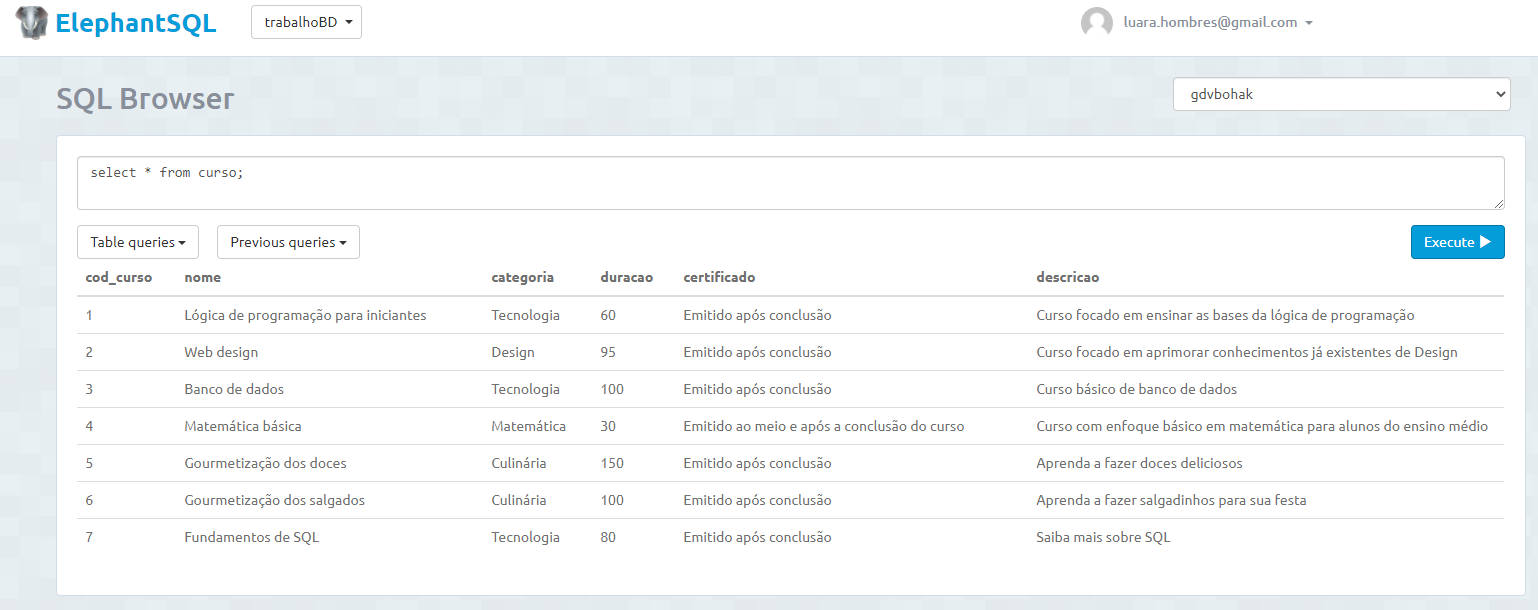 ElephantSQL trabalhoBD luara.hombres@gmail.com
SQL Browser gdvbohak
select * from curso;
Table queries Previous queries Execute
cod_curso nome categoria duracao certificado descricao
1 Lógica de programação para iniciantes Tecnologia 60 Emitido após conclusão Curso focado em ensinar as bases da lógica de programação
2 Web design Design 95 Emitido após conclusão Curso focado em aprimorar conhecimentos já existentes de Design
3 Banco de dados Tecnologia 100 Emitido após conclusão Curso básico de banco de dados
4 Matemática básica Matemática 30 Emitido ao meio e após a conclusão do curso Curso com enfoque básico em matemática para alunos do ensino médio
5 Gourmetização dos doces Culinária 150 Emitido após conclusão Aprenda a fazer doces deliciosos
6 Gourmetização dos salgados Culinária 100 Emitido após conclusão Aprenda a fazer salgadinhos para sua festa
7 Fundamentos de SQL Tecnologia 80 Emitido após conclusão Saiba mais sobre SQL